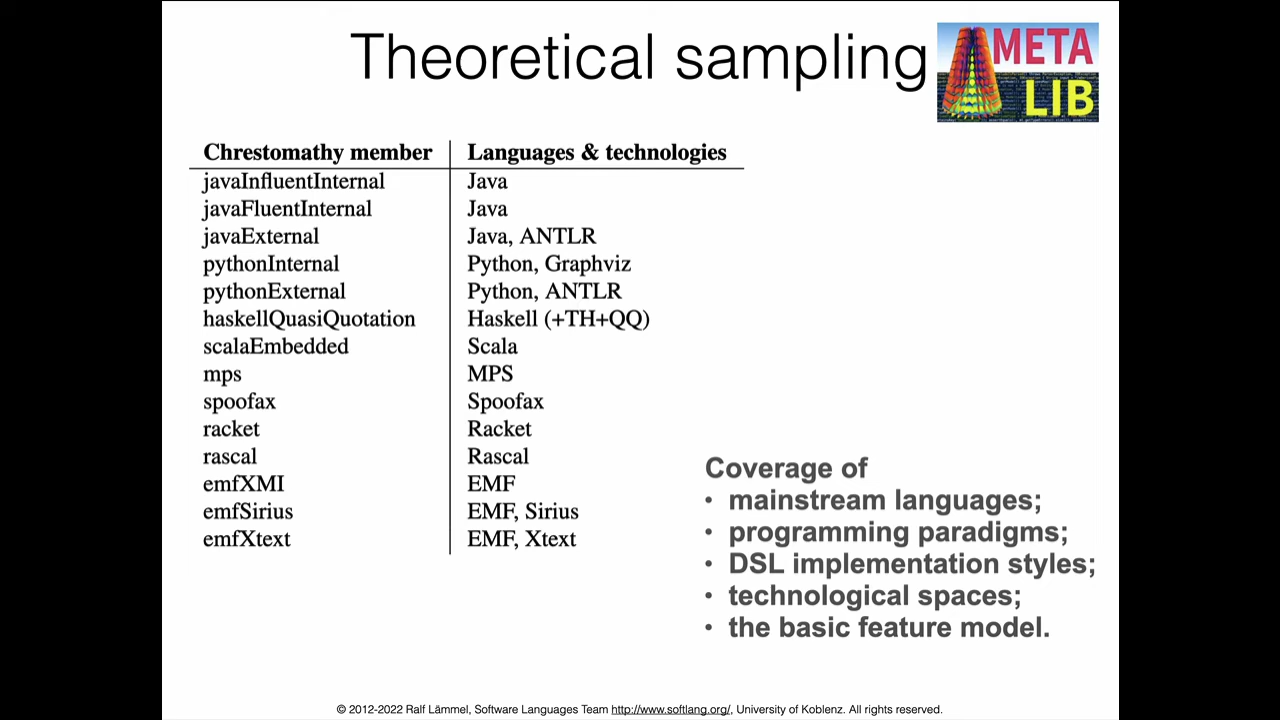 Theoretical sampling
META
LIB
Chrestomathy member Languages & technologies
javaInfluentInternal Java
javaFluentInternal Java
javaExternal Java, ANTLR
pythonInternal Python, Graphviz
pythonExternal Python, ANTLR
haskellQuasiQuotation Haskell (+TH+QQ)
scalaEmbedded Scala
mps MPS
spoofax Spoofax
racket Racket
rascal Rascal
emfXMI EMF
emfSirius EMF, Sirius
emfXtext EMF, Xtext
Coverage of
• mainstream languages;
• programming paradigms;
• DSL implementation styles;
• technological spaces;
• the basic feature model.
© 2012-2022 Ralf Lämmel, Software Languages Team http://www.softlang.org/, University of Koblenz. All rights reserved.